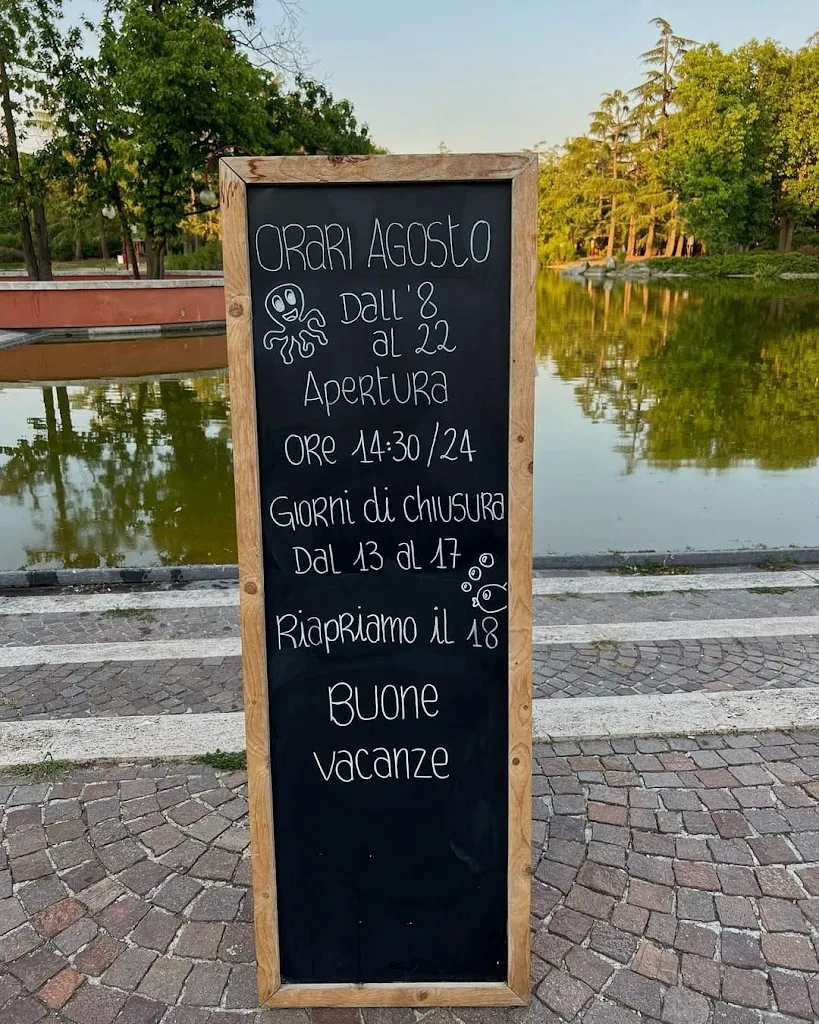 ORARI AGOSTO
Dall'8
al 22
APERTURA
ORE 14:30/24
GIORNI di CHIUSURA
Dal 13 al 17
RIAPRIAMO il 18
BUONE
VACANZE